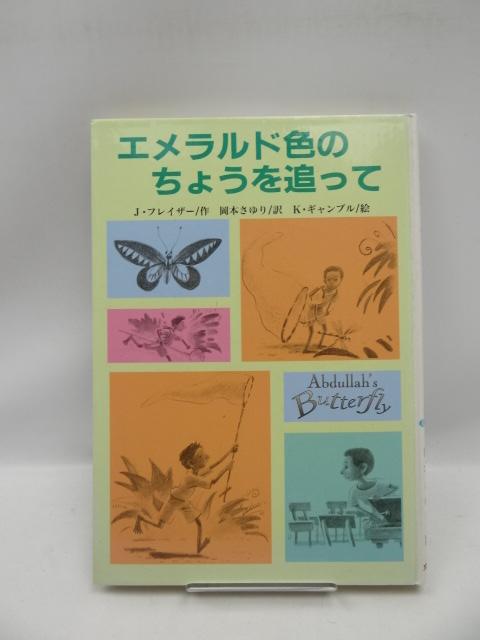 エメラルド色の
ちょうを追って
J・フレイザー/作 岡本さゆり/訳 K・ギャンブル/絵
Abdullah's
Butterfly